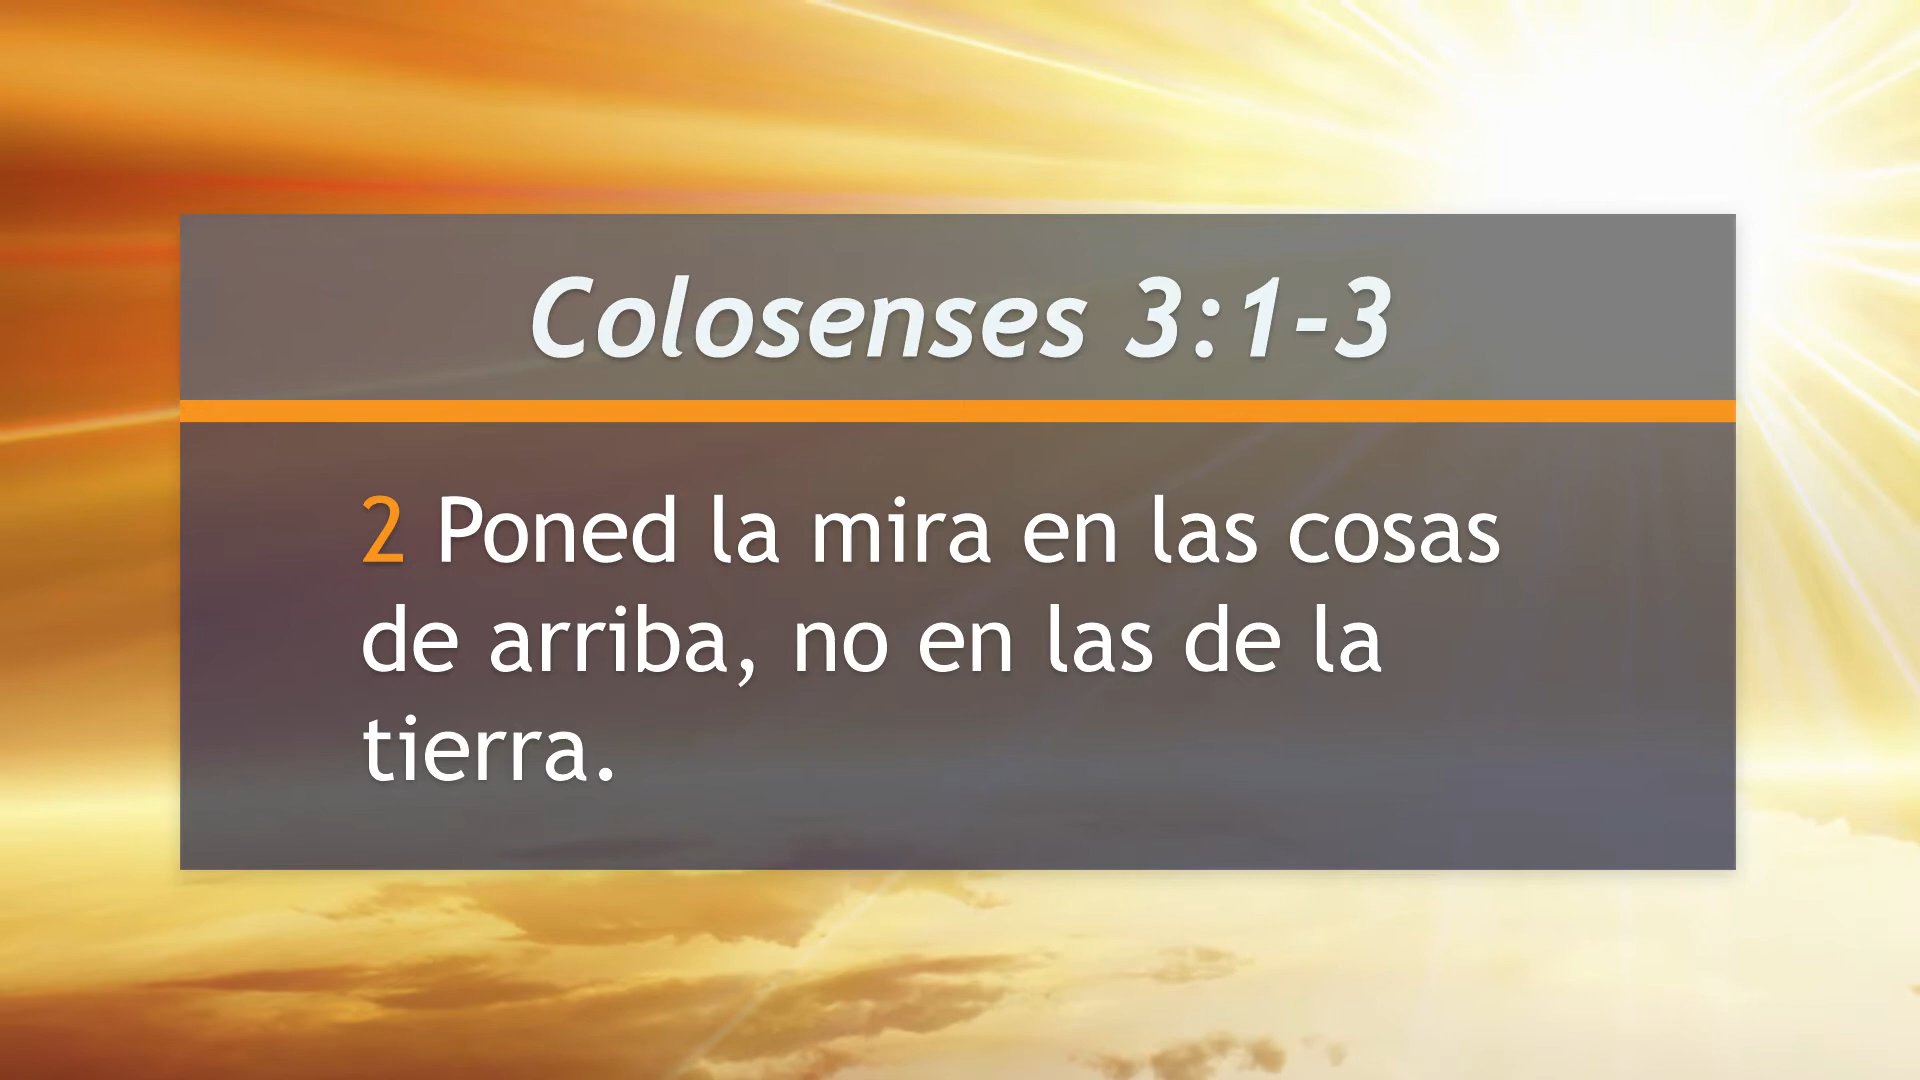 Colosenses 3:1-3
2 Poned la mira en las cosas
de arriba, no en las de la
tierra.